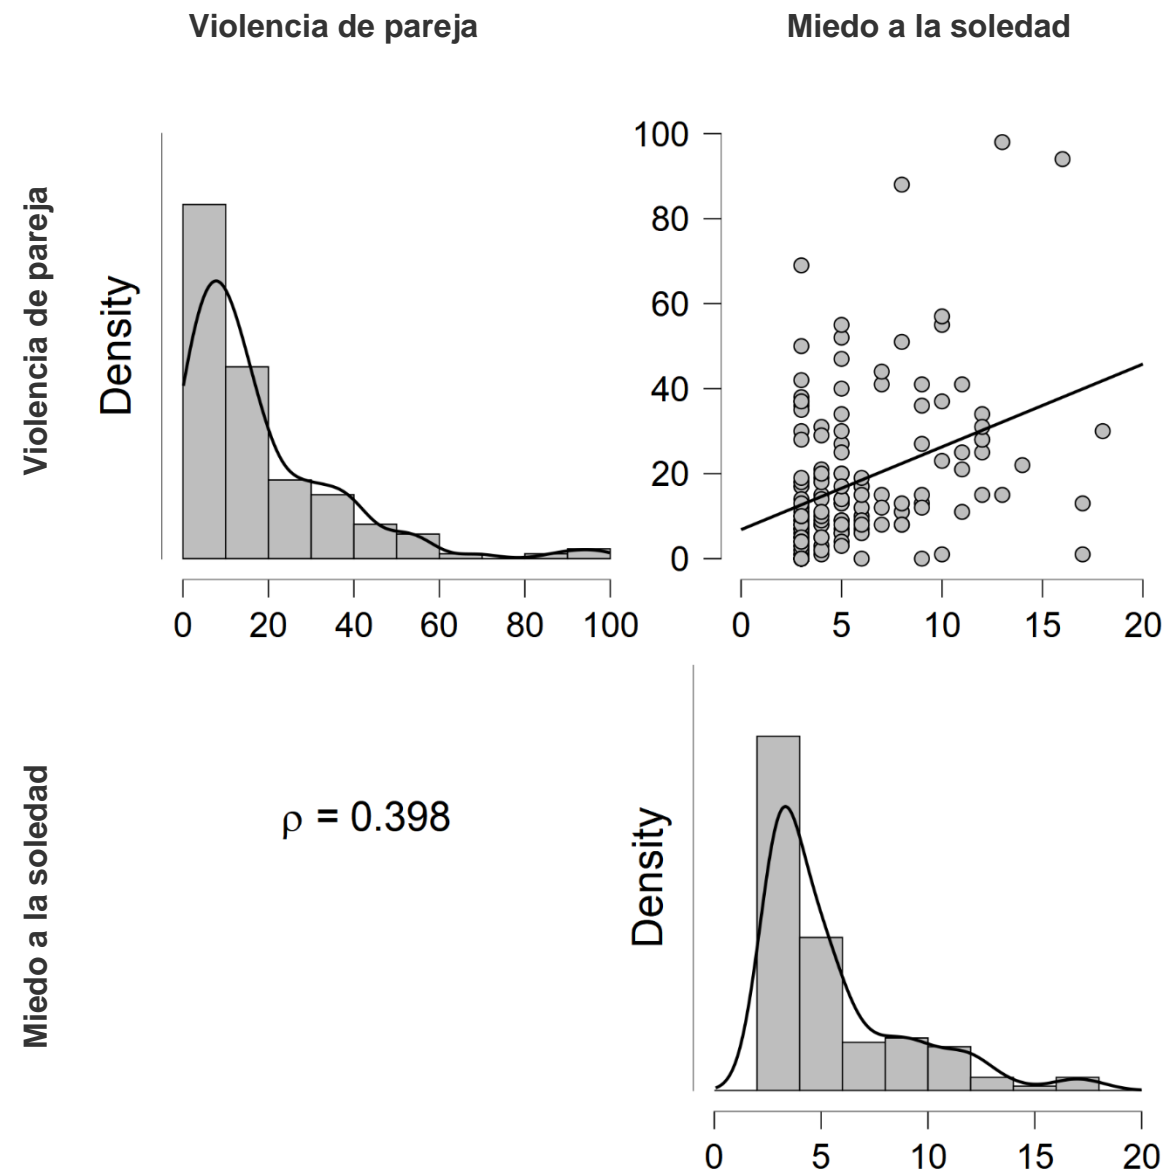 Violencia de pareja
Miedo a la soledad
Violencia de pareja
Density
0 20 40 60 80 100
100
80
60
40
20
0
0 5 10 15 20
Miedo a la soledad
ρ = 0.398
Density
0 5 10 15 20